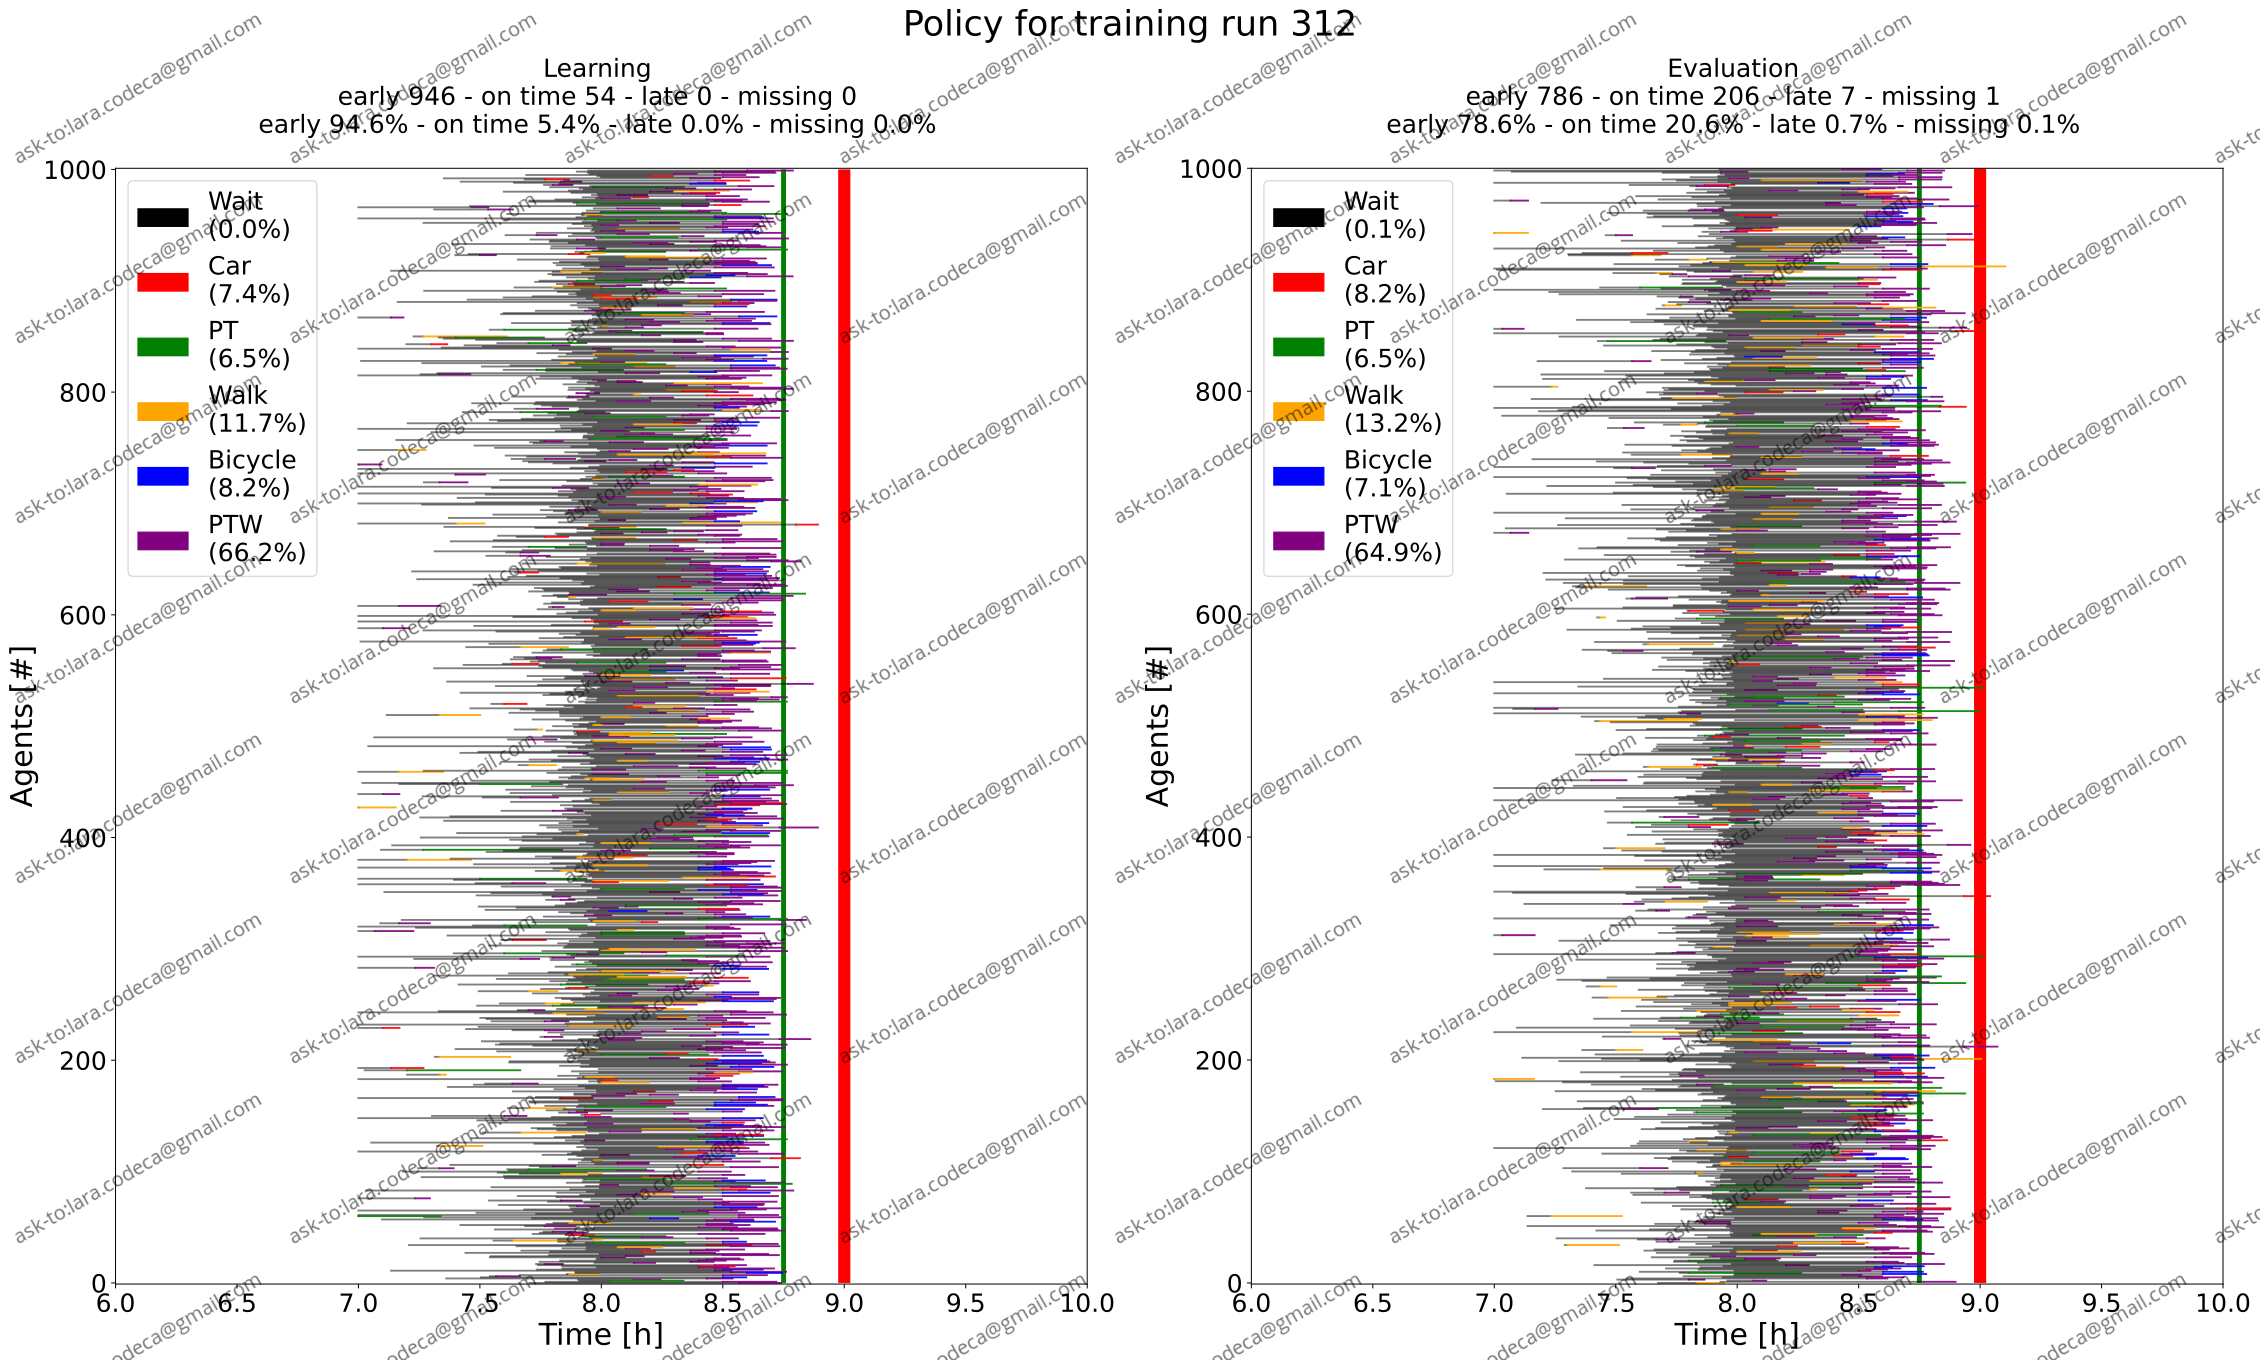 Policy for training run 312
Learning
early 946 - on time 54 - late 0 - missing 0
early 94.6% - on time 5.4% - late 0.0% - missing 0.0%
Agents [#]
1000
800
600
400
200
0
Wait
(0.0%)
Car
(7.4%)
PT
(6.5%)
Walk
(11.7%)
Bicycle
(8.2%)
PTW
(66.2%)
6.0 6.5 7.0 7.5 8.0 8.5 9.0 9.5 10.0
Time [h]
Evaluation
early 786 - on time 206 - late 7 - missing 1
early 78.6% - on time 20.6% - late 0.7% - missing 0.1%
Agents [#]
1000
800
600
400
200
0
Wait
(0.1%)
Car
(8.2%)
PT
(6.5%)
Walk
(13.2%)
Bicycle
(7.1%)
PTW
(64.9%)
6.0 6.5 7.0 7.5 8.0 8.5 9.0 9.5 10.0
Time [h]
ask-to:lara.codeca@gmail.com